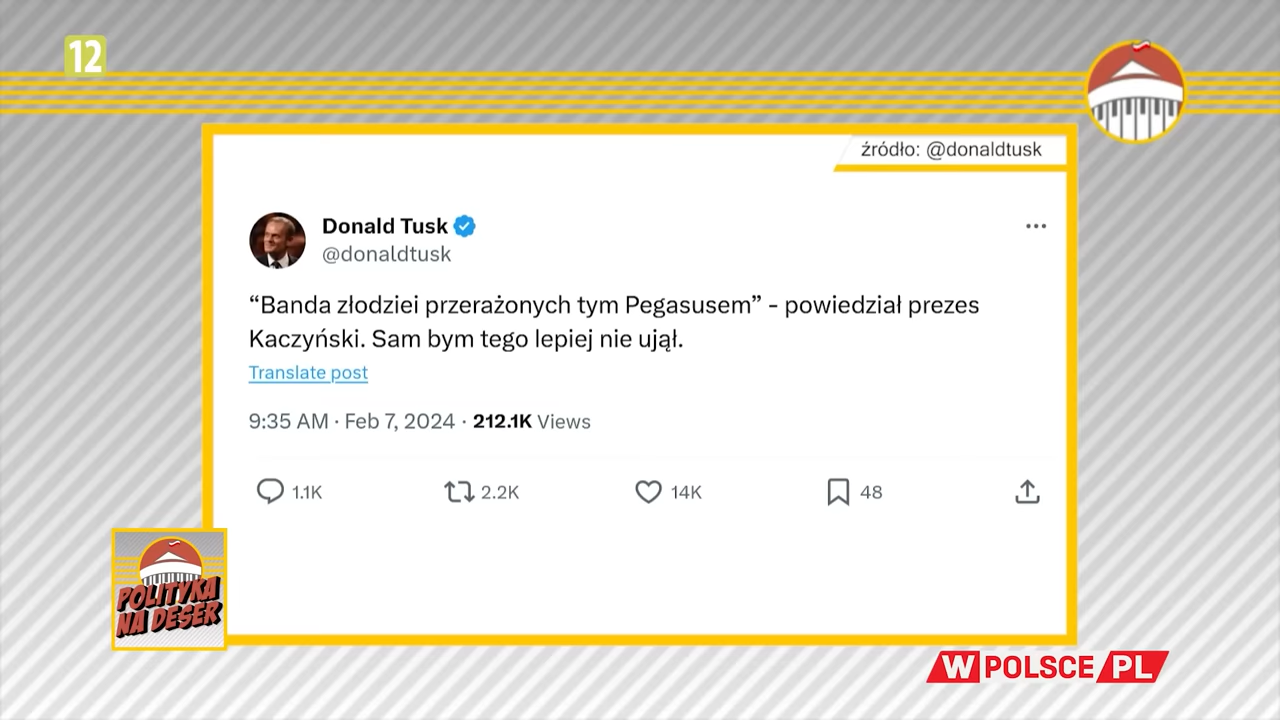 12
źródło: @donaldtusk
Donald Tusk
@donaldtusk
“Banda złodziei przerażonych tym Pegasusem” - powiedział prezes
Kaczyński. Sam bym tego lepiej nie ujął.
Translate post
9:35 AM · Feb 7, 2024 · 212.1K Views
1.1K 2.2K 14K 48
POLITYKA
NA DESER
WPOLSCE PL